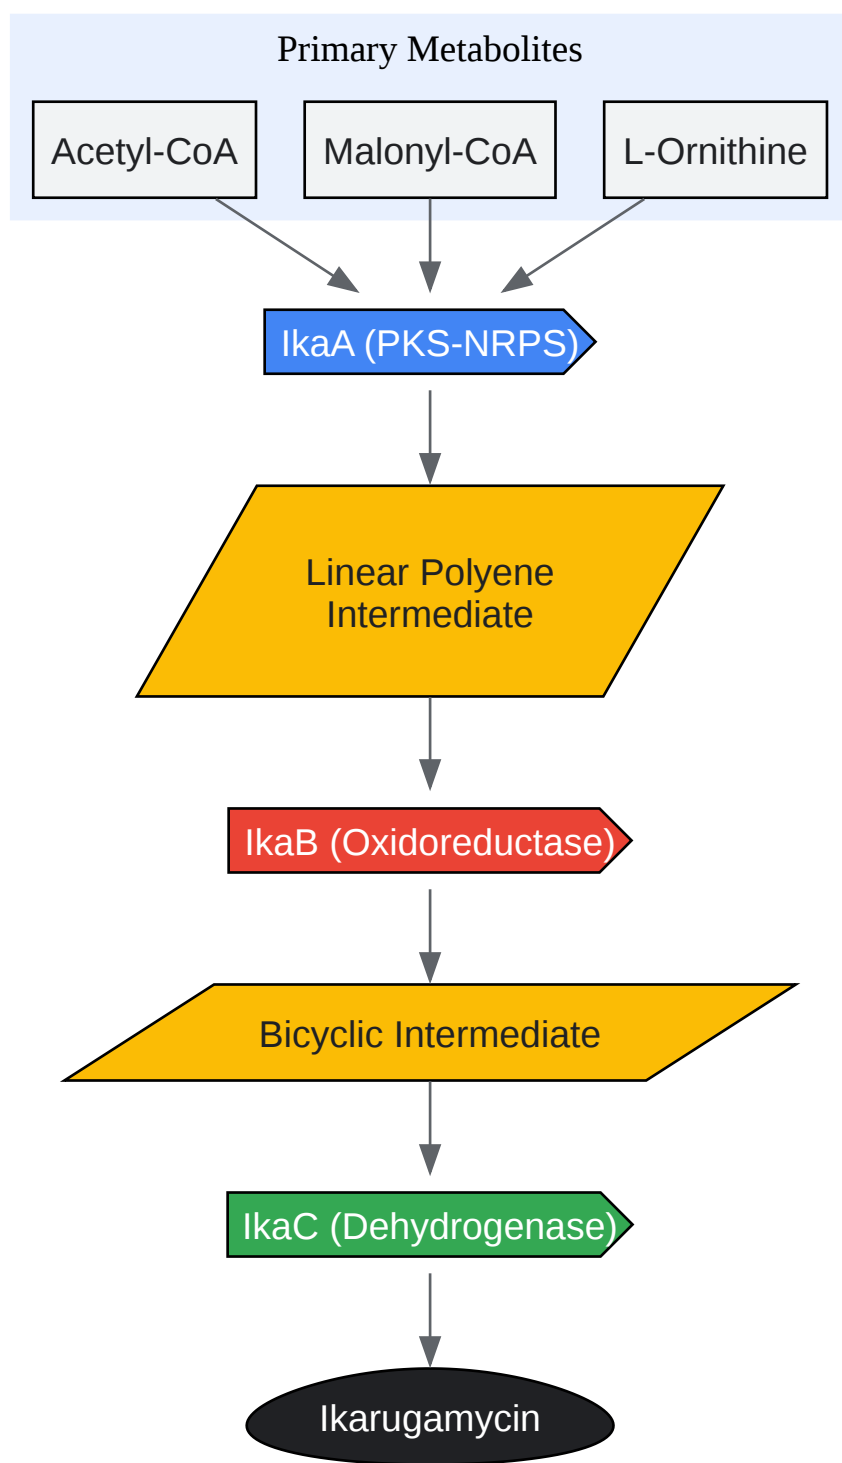 Primary Metabolites
Acetyl-CoA
Malonyl-CoA
L-Ornithine
IkaA (PKS-NRPS)
Linear Polyene
Intermediate
IkaB (Oxidoreductase)
Bicyclic Intermediate
IkaC (Dehydrogenase)
Ikarugamycin